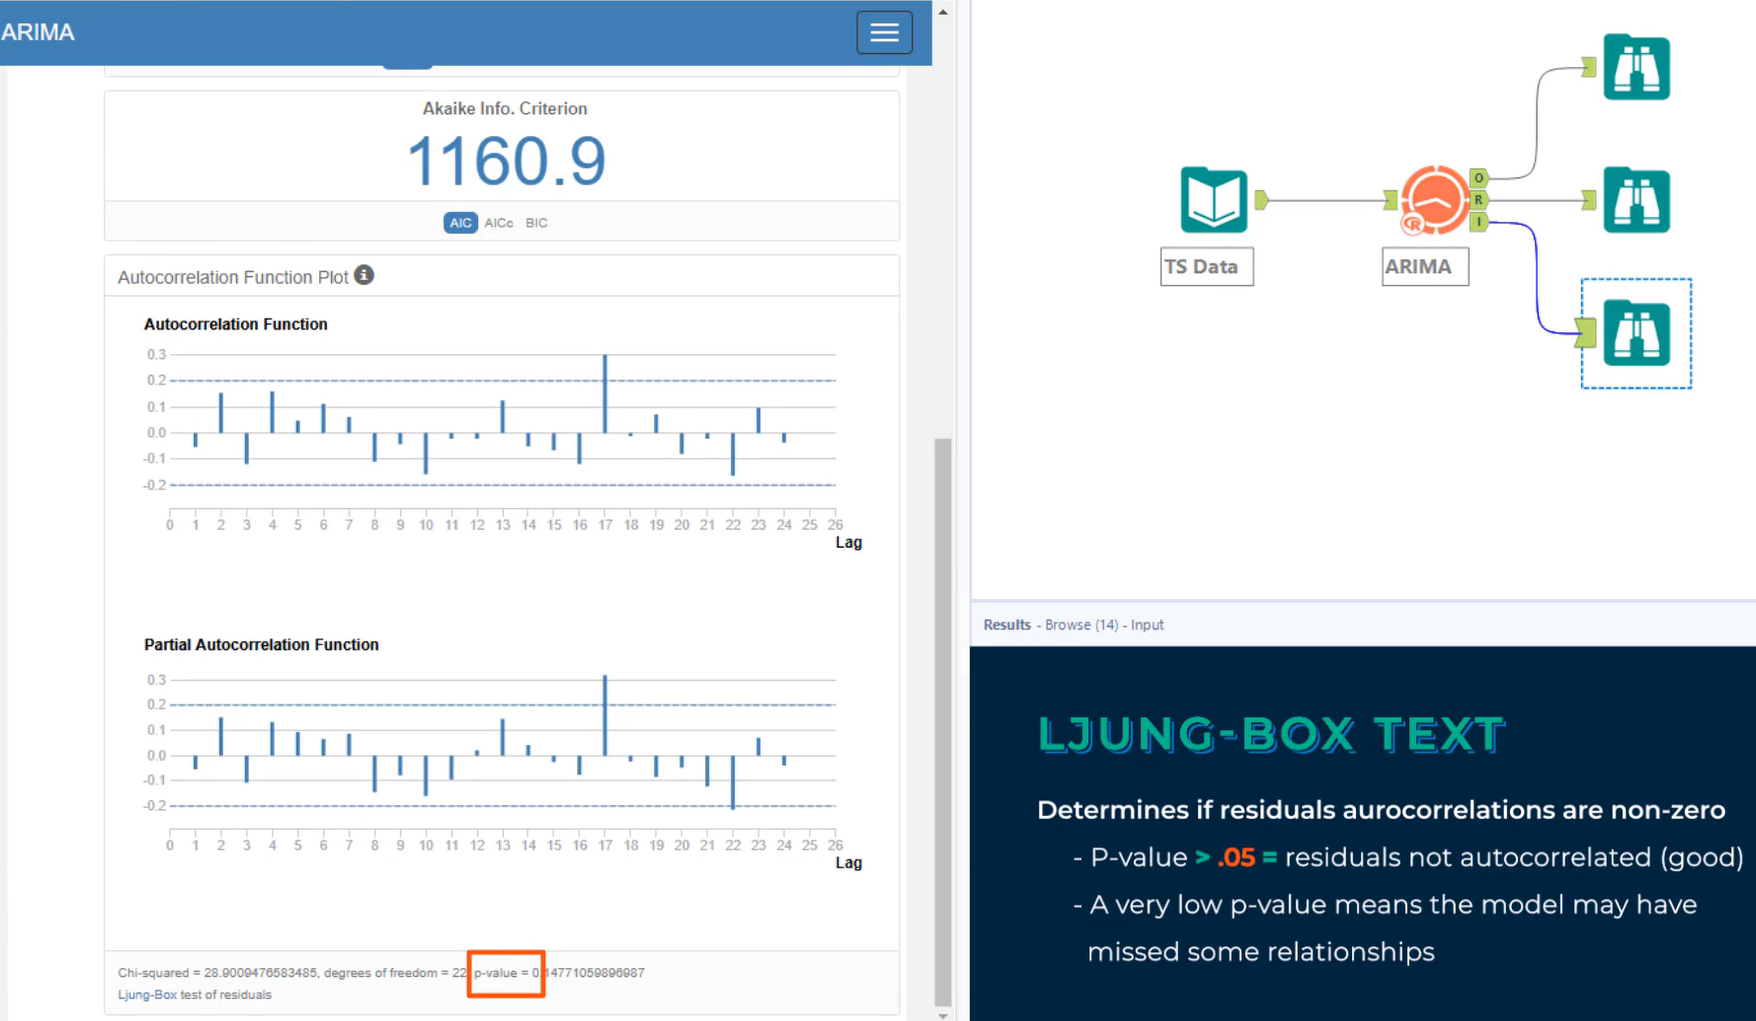 ARIMA
Akaike Info. Criterion
1160.9
AIC AICc BIC
Autocorrelation Function Plot
Autocorrelation Function
0.3
0.2
0.1
0.0
-0.1
-0.2
0 1 2 3 4 5 6 7 8 9 10 11 12 13 14 15 16 17 18 19 20 21 22 23 24 25 26
Lag
Partial Autocorrelation Function
0.3
0.2
0.1
0.0
-0.1
-0.2
0 1 2 3 4 5 6 7 8 9 10 11 12 13 14 15 16 17 18 19 20 21 22 23 24 25 26
Lag
Chi-squared = 28.9009476583485, degrees of freedom = 22 p-value = 0.14771059896987
Ljung-Box test of residuals
O
R
I
R
TS Data
ARIMA
Results - Browse (14) - Input
LJUNG-BOX TEXT
Determines if residuals aurocorrelations are non-zero
- P-value > .05 = residuals not autocorrelated (good)
- A very low p-value means the model may have
missed some relationships